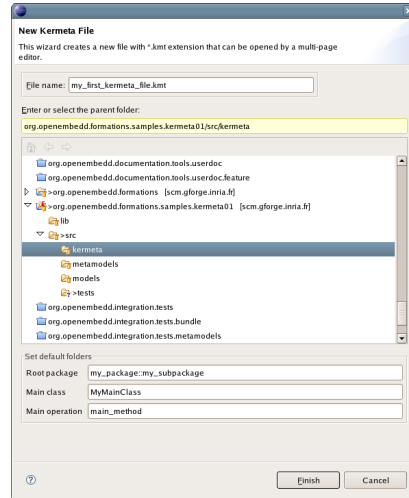 New Kermeta File
This wizard creates a new file with *.kmt extension that can be opened by a multi-page
editor.
File name: my_first_kermeta_file.kmt
Enter or select the parent folder:
org.openembedd.formations.samples.kermeta01/src/kermeta
org.openembedd.documentation.tools.userdoc
org.openembedd.documentation.tools.userdoc.feature
>org.openembedd.formations [scm.gforge.inria.fr]
>org.openembedd.formations.samples.kermeta01 [scm.gforge.inria.fr]
lib
>src
kermeta
metamodels
models
>tests
org.openembedd.integration.tests
org.openembedd.integration.tests.bundle
org.openembedd.integration.tests.metamodels
Set default folders
Root package my_package::my_subpackage
Main class MyMainClass
Main operation main_method
? Finish Cancel